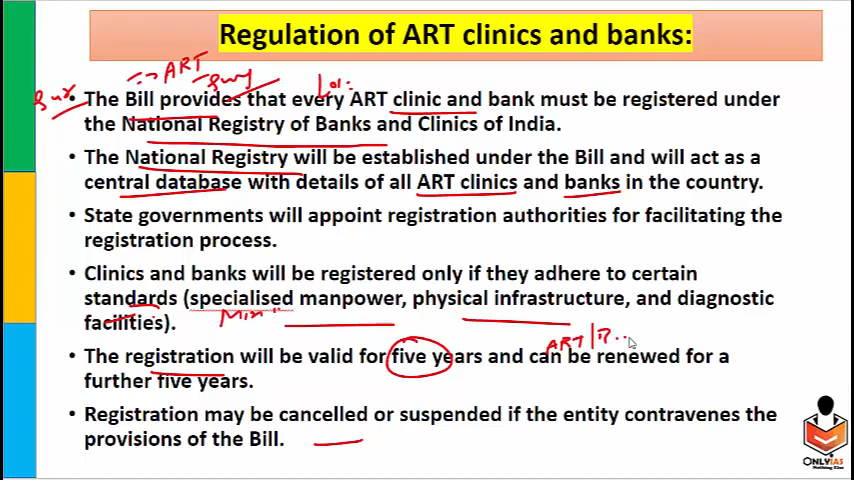 Regulation of ART clinics and banks:
ART
• The Bill provides that every ART clinic and bank must be registered under
the National Registry of Banks and Clinics of India.
• The National Registry will be established under the Bill and will act as a
central database with details of all ART clinics and banks in the country.
• State governments will appoint registration authorities for facilitating the
registration process.
• Clinics and banks will be registered only if they adhere to certain
standards (specialised manpower, physical infrastructure, and diagnostic
facilities).
Min
• The registration will be valid for five years and can be renewed for a
ART
further five years.
• Registration may be cancelled or suspended if the entity contravenes the
provisions of the Bill.
ONLYIAS
Nothing Else